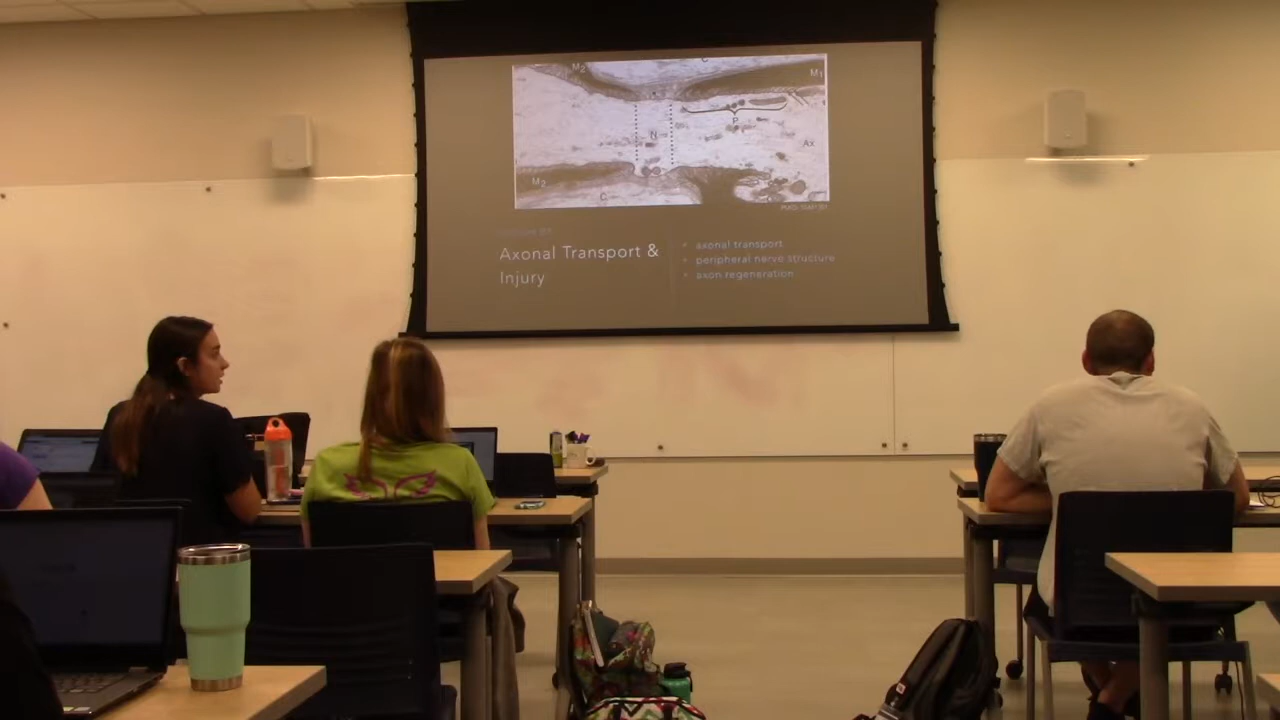 M2
C
M1
P
N
Ax
M2
C
Axonal Transport &
Injury
• axonal transport
• peripheral nerve structure
• axon regeneration